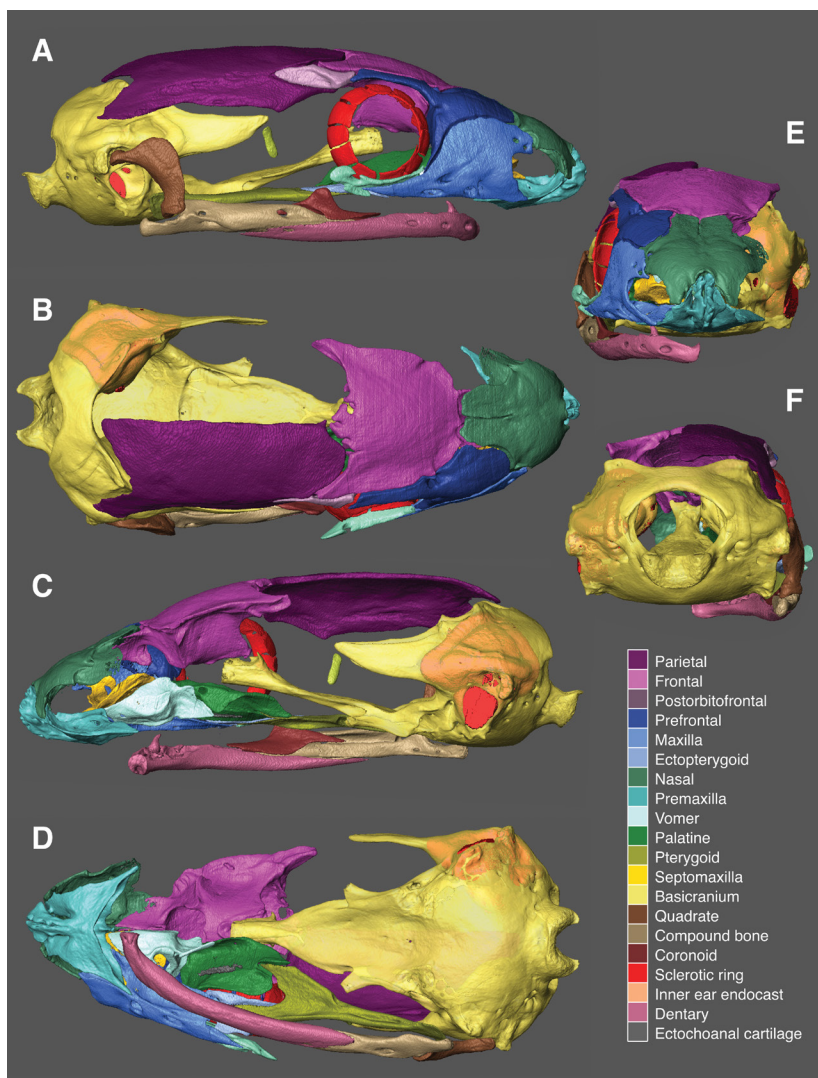 A
E
B
F
C
D
Parietal
Frontal
Postorbitofrontal
Prefrontal
Maxilla
Ectopterygoid
Nasal
Premaxilla
Vomer
Palatine
Pterygoid
Septomaxilla
Basicranium
Quadrate
Compound bone
Coronoid
Sclerotic ring
Inner ear endocast
Dentary
Ectochoanal cartilage